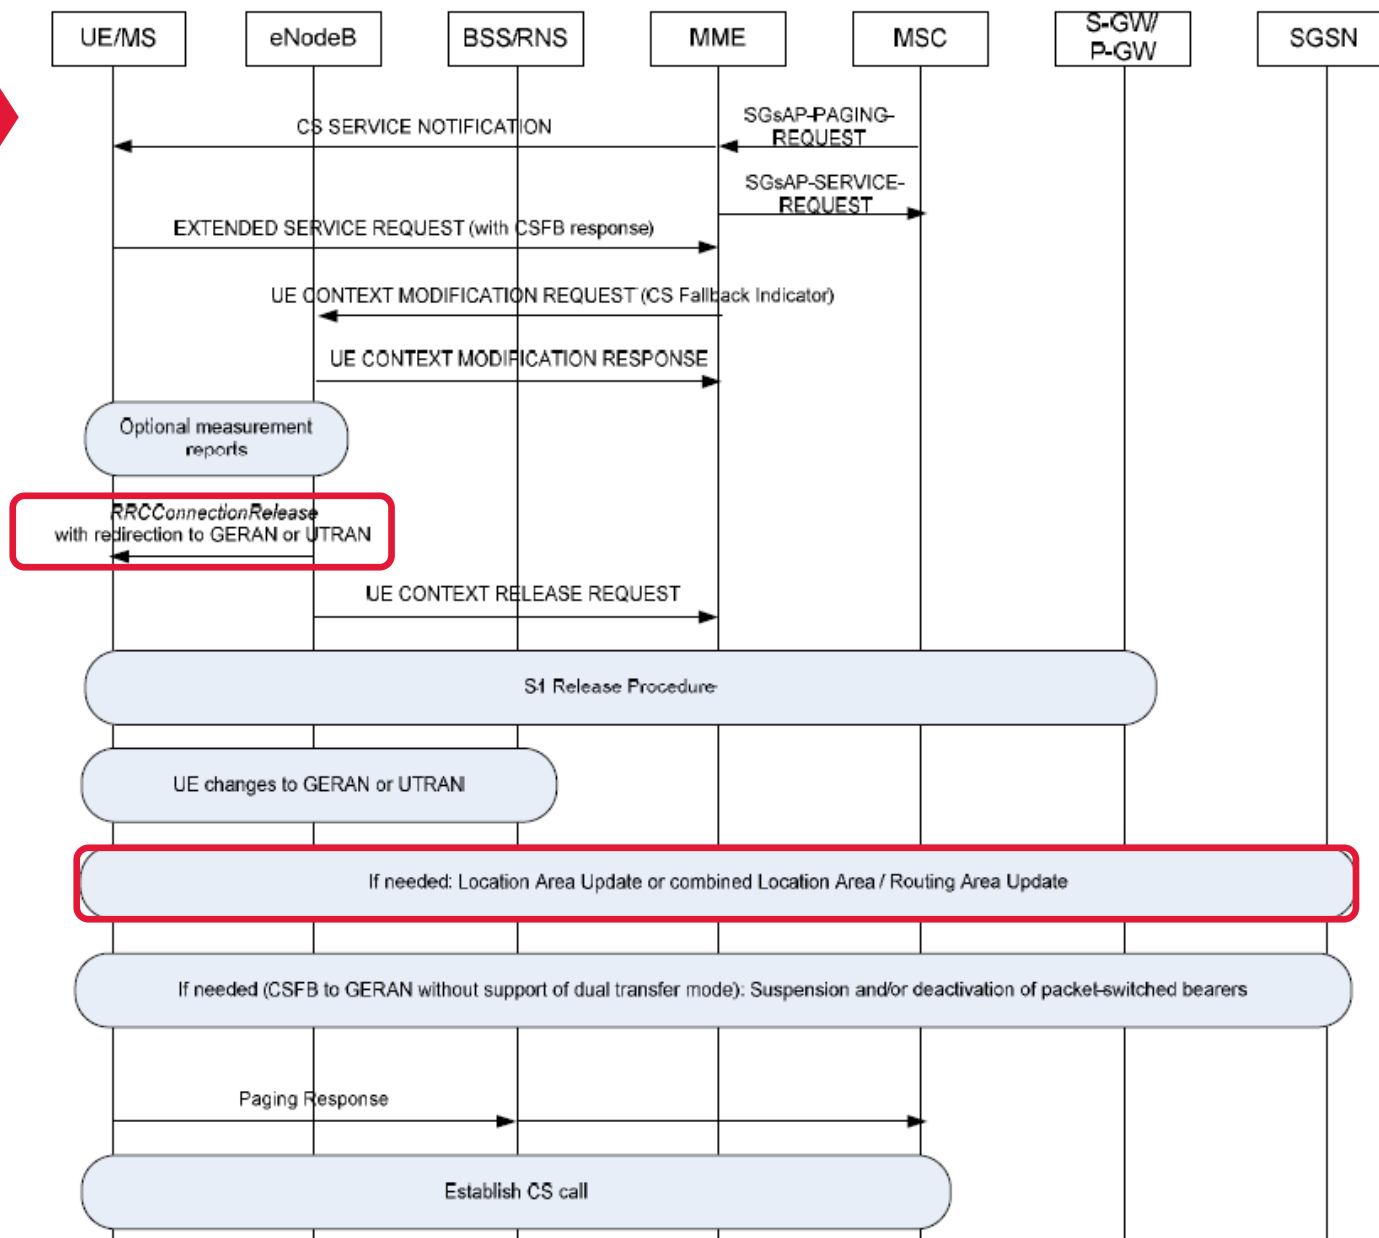 UE/MS
eNodeB
BSS/RNS
MME
MSC
S-GW/
P-GW
SGSN
CS SERVICE NOTIFICATION
SGsAP-PAGING-
REQUEST
SGsAP-SERVICE-
REQUEST
EXTENDED SERVICE REQUEST (with CSFB response)
UE CONTEXT MODIFICATION REQUEST (CS Fallback Indicator)
UE CONTEXT MODIFICATION RESPONSE
Optional measurement
reports
RRCConnectionRelease
with redirection to GERAN or UTRAN
UE CONTEXT RELEASE REQUEST
S1 Release Procedure
UE changes to GERAN or UTRAN
If needed: Location Area Update or combined Location Area / Routing Area Update
If needed (CSFB to GERAN without support of dual transfer mode): Suspension and/or deactivation of packet-switched bearers
Paging Response
Establish CS call